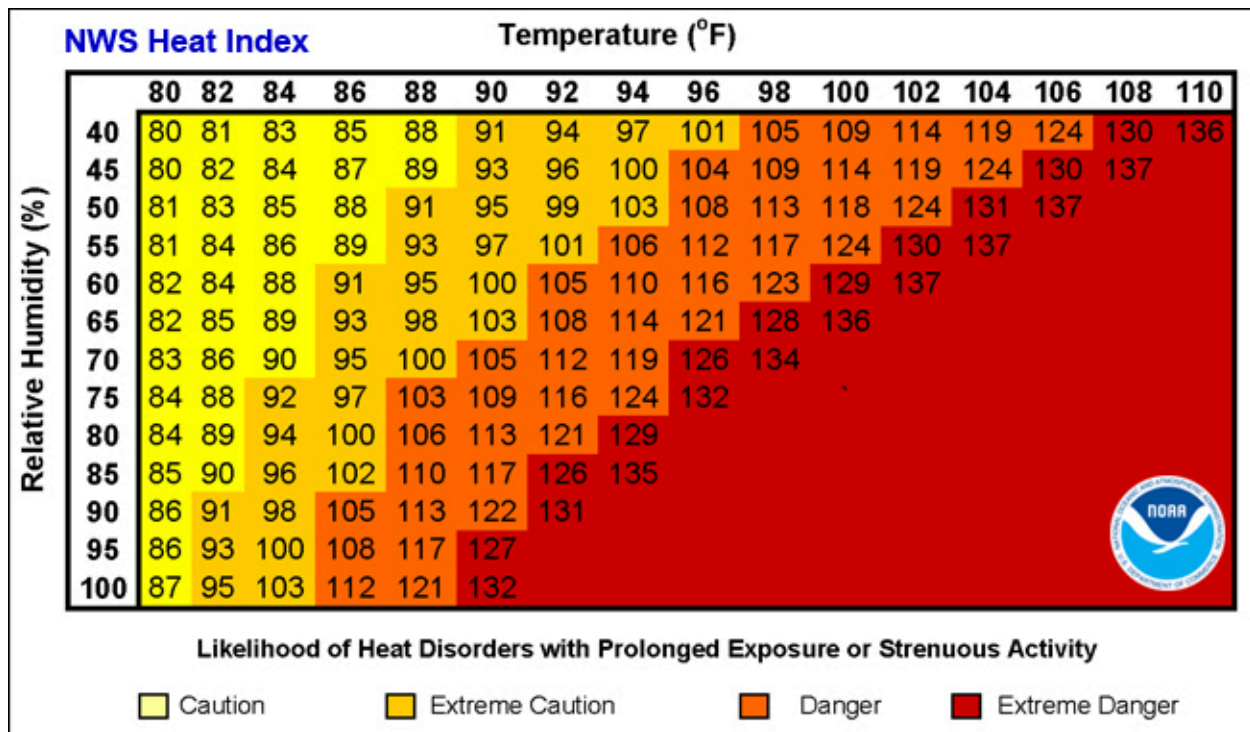 NWS Heat Index
Temperature (°F)
80 82 84 86 88 90 92 94 96 98 100 102 104 106 108 110
Relative Humidity (%)
40 80 81 83 85 88 91 94 97 101 105 109 114 119 124 130 136
45 80 82 84 87 89 93 96 100 104 109 114 119 124 130 137
50 81 83 85 88 91 95 99 103 108 113 118 124 131 137
55 81 84 86 89 93 97 101 106 112 117 124 130 137
60 82 84 88 91 95 100 105 110 116 123 129 137
65 82 85 89 93 98 103 108 114 121 128 136
70 83 86 90 95 100 105 112 119 126 134
75 84 88 92 97 103 109 116 124 132 `
80 84 89 94 100 106 113 121 129
85 85 90 96 102 110 117 126 135
90 86 91 98 105 113 122 131
95 86 93 100 108 117 127
100 87 95 103 112 121 132
NATIONAL OCEANIC AND ATMOSPHERIC ADMINISTRATION
NOAA
U.S. DEPARTMENT OF COMMERCE
Likelihood of Heat Disorders with Prolonged Exposure or Strenuous Activity
Caution Extreme Caution Danger Extreme Danger